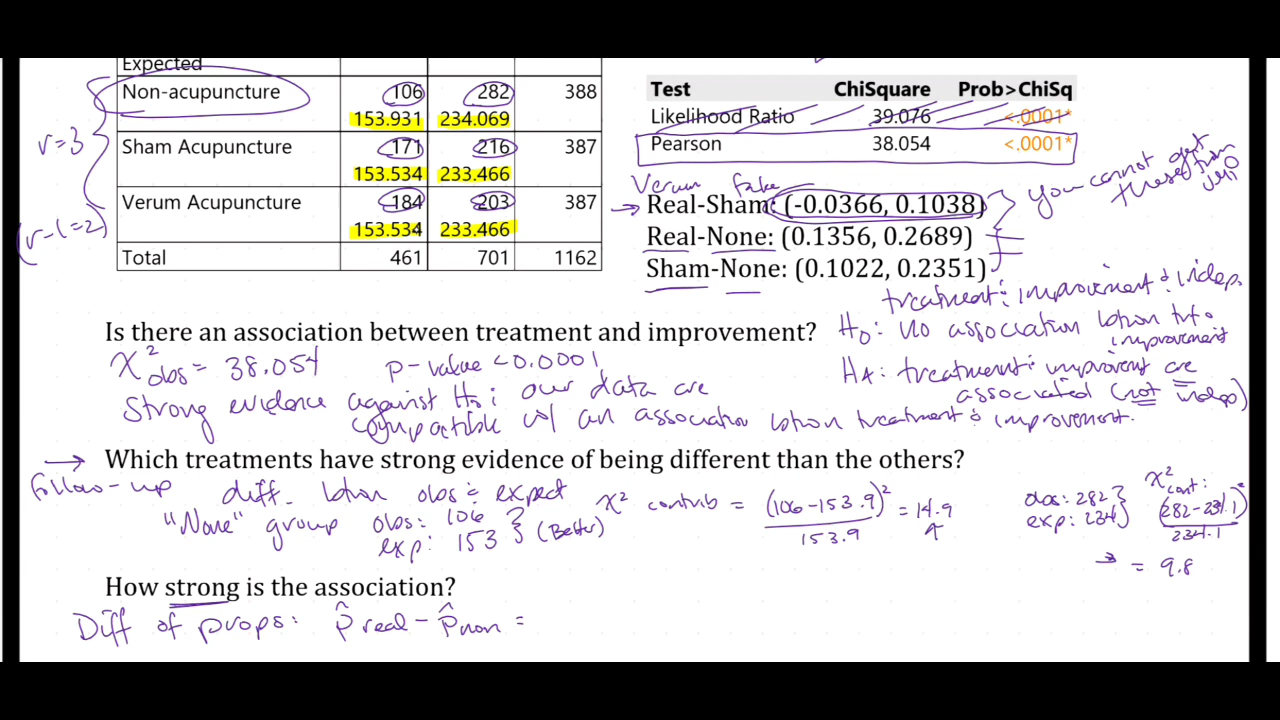 Expected
Non-acupuncture 106 282 388
153.931 234.069
r=3
Sham Acupuncture 171 216 387
153.534 233.466
Verum Acupuncture 184 203 387
(r-1=2) 153.534 233.466
Total 461 701 1162
Test ChiSquare Prob>ChiSq
Likelihood Ratio 39.076 <.0001*
Pearson 38.054 <.0001*
Verum fake
→ Real-Sham: (-0.0366, 0.1038)
Real-None: (0.1356, 0.2689)
Sham-None: (0.1022, 0.2351)
you cannot get
these from
treatment & improvement & indep.
Is there an association between treatment and improvement?
H0: no association btwn trt &
improvement
HA: treatment & improvment are
associated (not indep)
χ²obs = 38.054 p-value < 0.0001
Strong evidence against H0; our data are
compactible w/ an association btwn treatment & improvement.
→ Which treatments have strong evidence of being different than the others?
follow-up diff. btwn obs & expect
"None" group obs: 106
exp: 153 (Better)
χ² contrib = (106-153.9)²
153.9
= 14.9
obs: 282
exp: 234
χ² cont:
(282-234.1)²
234.1
→ = 9.8
How strong is the association?
Diff of props: p̂ real - p̂ non =